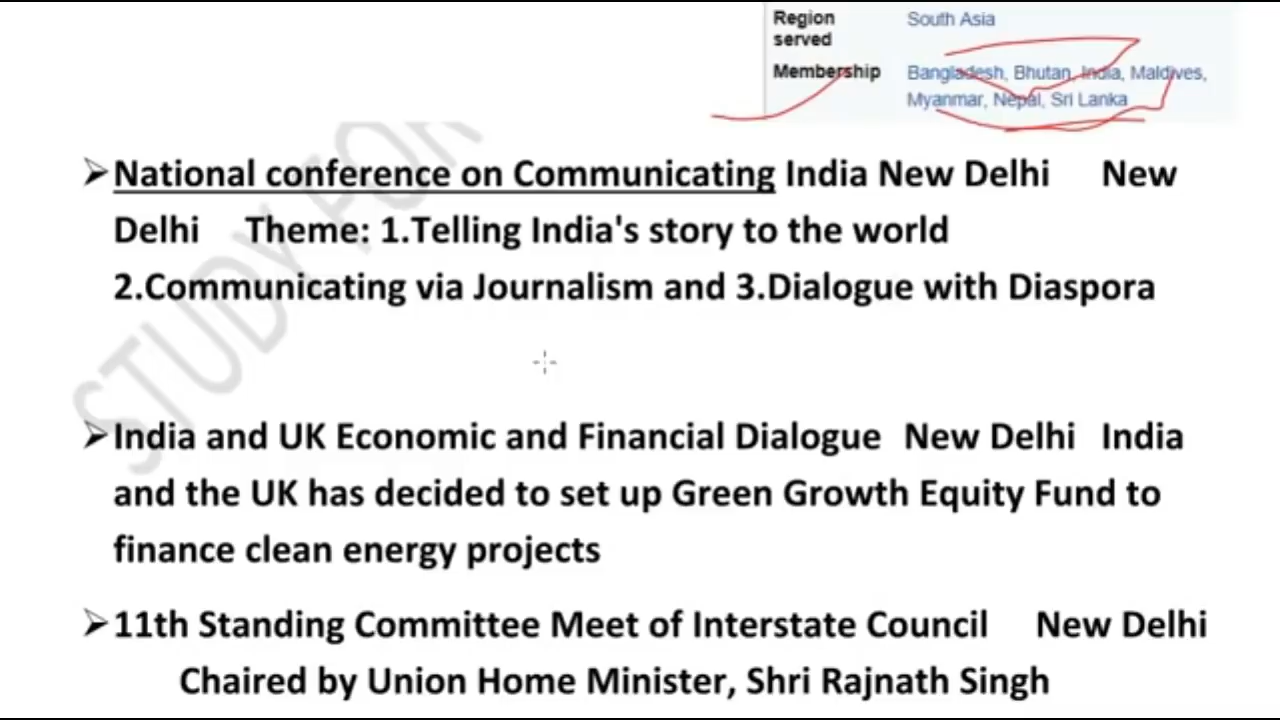 Region served South Asia
Membership Bangladesh, Bhutan, India, Maldives,
Myanmar, Nepal, Sri Lanka
STUDY FOR
➢National conference on Communicating India New Delhi New
Delhi Theme: 1.Telling India's story to the world
2.Communicating via Journalism and 3.Dialogue with Diaspora
➢India and UK Economic and Financial Dialogue New Delhi India
and the UK has decided to set up Green Growth Equity Fund to
finance clean energy projects
➢11th Standing Committee Meet of Interstate Council New Delhi
Chaired by Union Home Minister, Shri Rajnath Singh